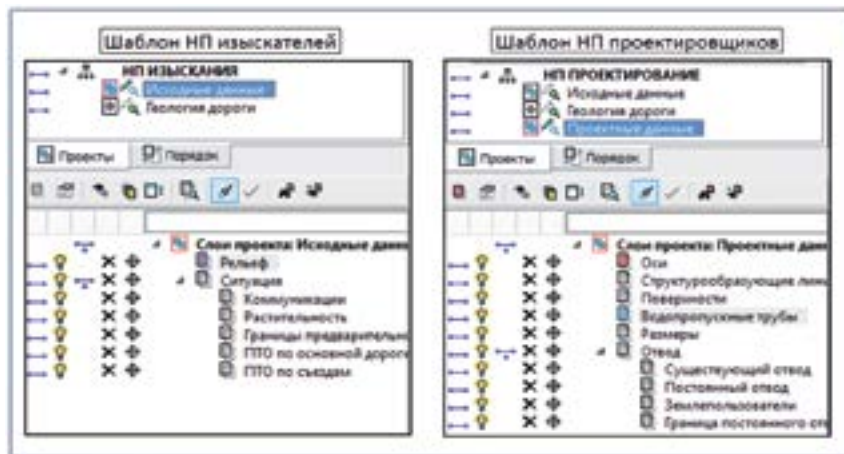 Шаблон НП изыскателей
НП ИЗЫСКАНИЯ
Исходные данные
Геология дороги
Проекты
Порядок
Слои проекта: Исходные данн
Рельеф
Ситуация
Коммуникации
Растительность
Границы предварительн
ПТО по основной дороге
ПТО по съездам
Шаблон НП проектировщиков
НП ПРОЕКТИРОВАНИЕ
Исходные данные
Геология дороги
Проектные данные
Проекты
Порядок
Слои проекта: Проектные данн
Оси
Структурообразующие лини
Поверхности
Водопропускные трубы
Размеры
Отвод
Существующий отвод
Постоянный отвод
Землепользователи
Граница постоянного отв